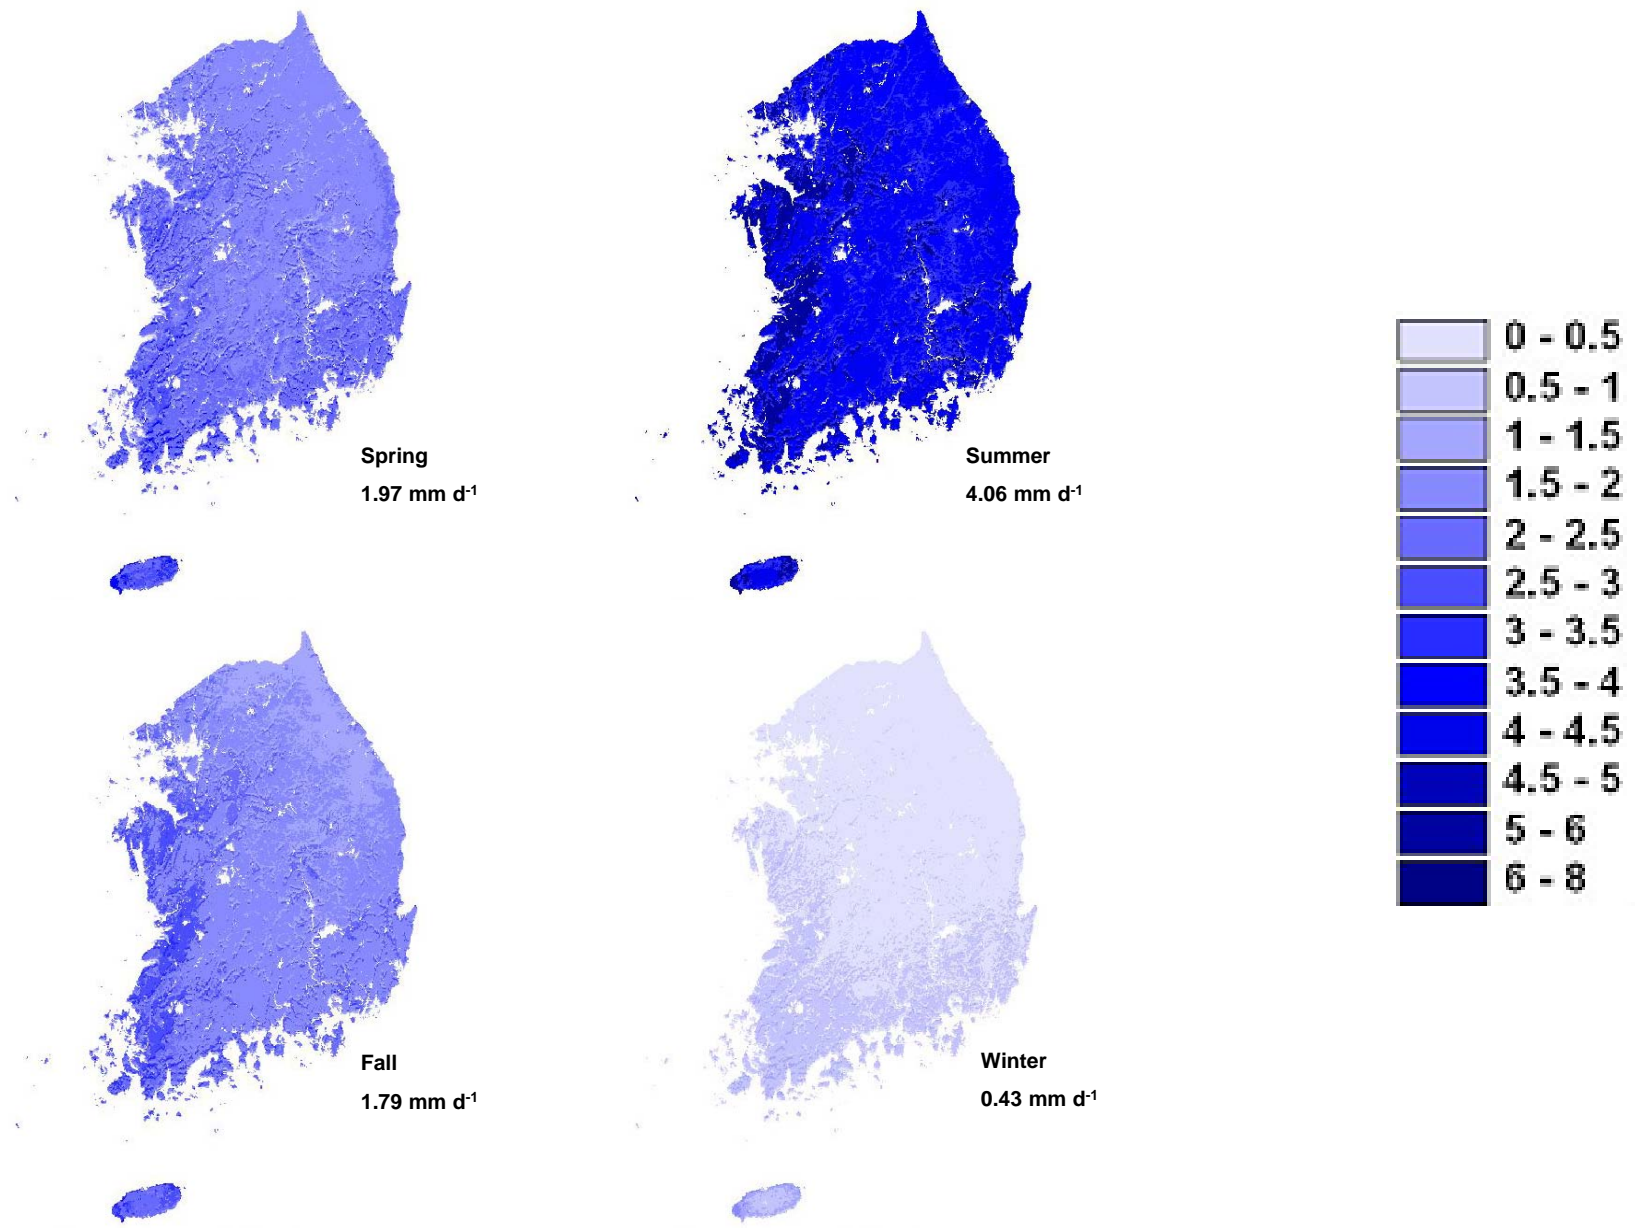 Spring
1.97 mm d-1
Summer
4.06 mm d-1
Fall
1.79 mm d-1
Winter
0.43 mm d-1
0 - 0.5
0.5 - 1
1 - 1.5
1.5 - 2
2 - 2.5
2.5 - 3
3 - 3.5
3.5 - 4
4 - 4.5
4.5 - 5
5 - 6
6 - 8